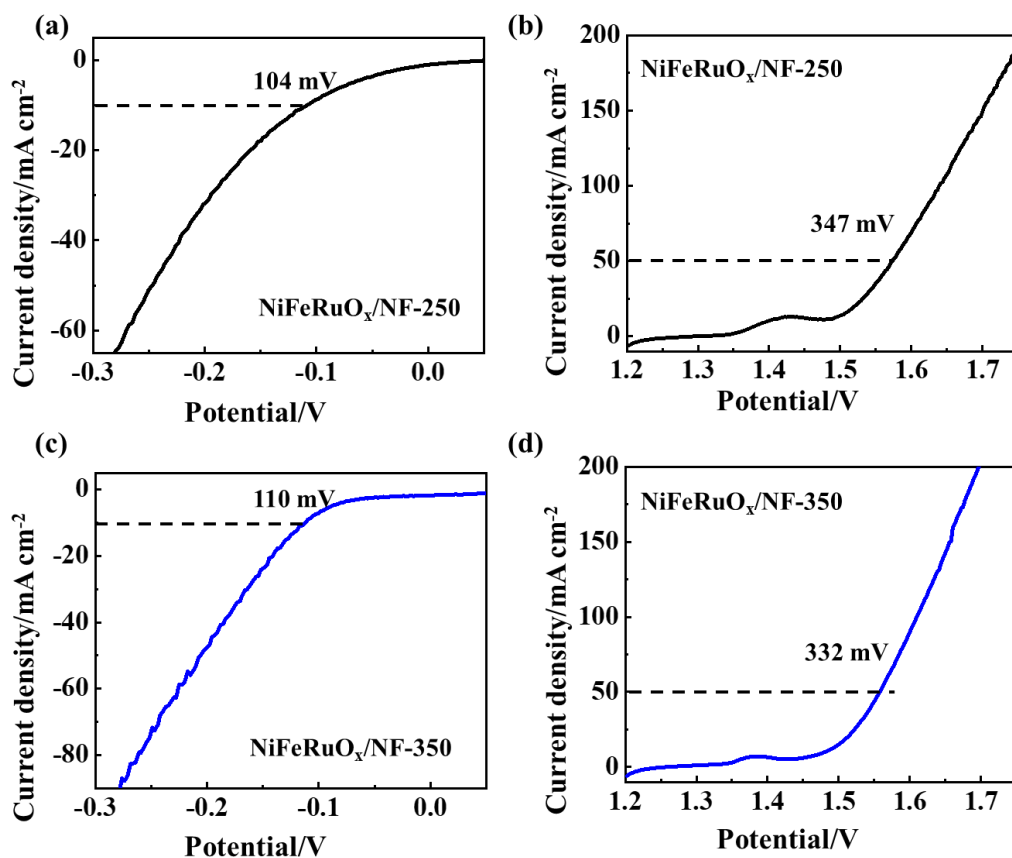 (a)
0
-20
-40
-60
104 mV
NiFeRuOₓ/NF-250
-0.3 -0.2 -0.1 0.0
Current density/mA cm⁻²
Potential/V
(b)
200
150
100
50
0
NiFeRuOₓ/NF-250
347 mV
1.2 1.3 1.4 1.5 1.6 1.7
Current density/mA cm⁻²
Potential/V
(c)
0
-20
-40
-60
-80
110 mV
NiFeRuOₓ/NF-350
-0.3 -0.2 -0.1 0.0
Current density/mA cm⁻²
Potential/V
(d)
200
150
100
50
0
NiFeRuOₓ/NF-350
332 mV
1.2 1.3 1.4 1.5 1.6 1.7
Current density/mA cm⁻²
Potential/V